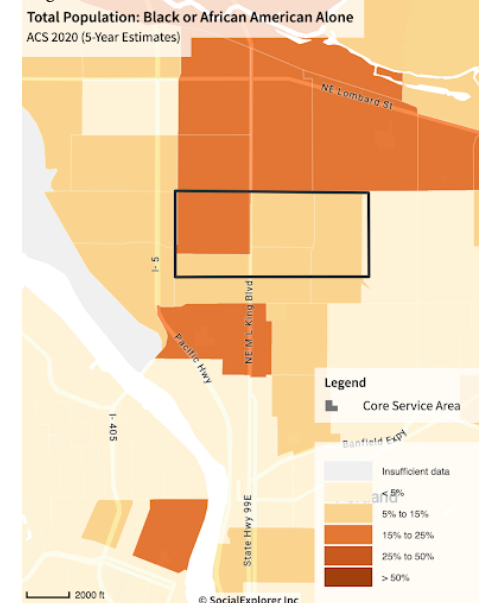 Total Population: Black or African American Alone
ACS 2020 (5-Year Estimates)
NE Lombard St
I- 5
NE M L King Blvd
Pacific Hwy
Legend
Core Service Area
I- 405
Banfield Expy
Insufficient data
< 5%
5% to 15%
15% to 25%
25% to 50%
> 50%
State Hwy 99E
2000 ft
© SocialExplorer Inc